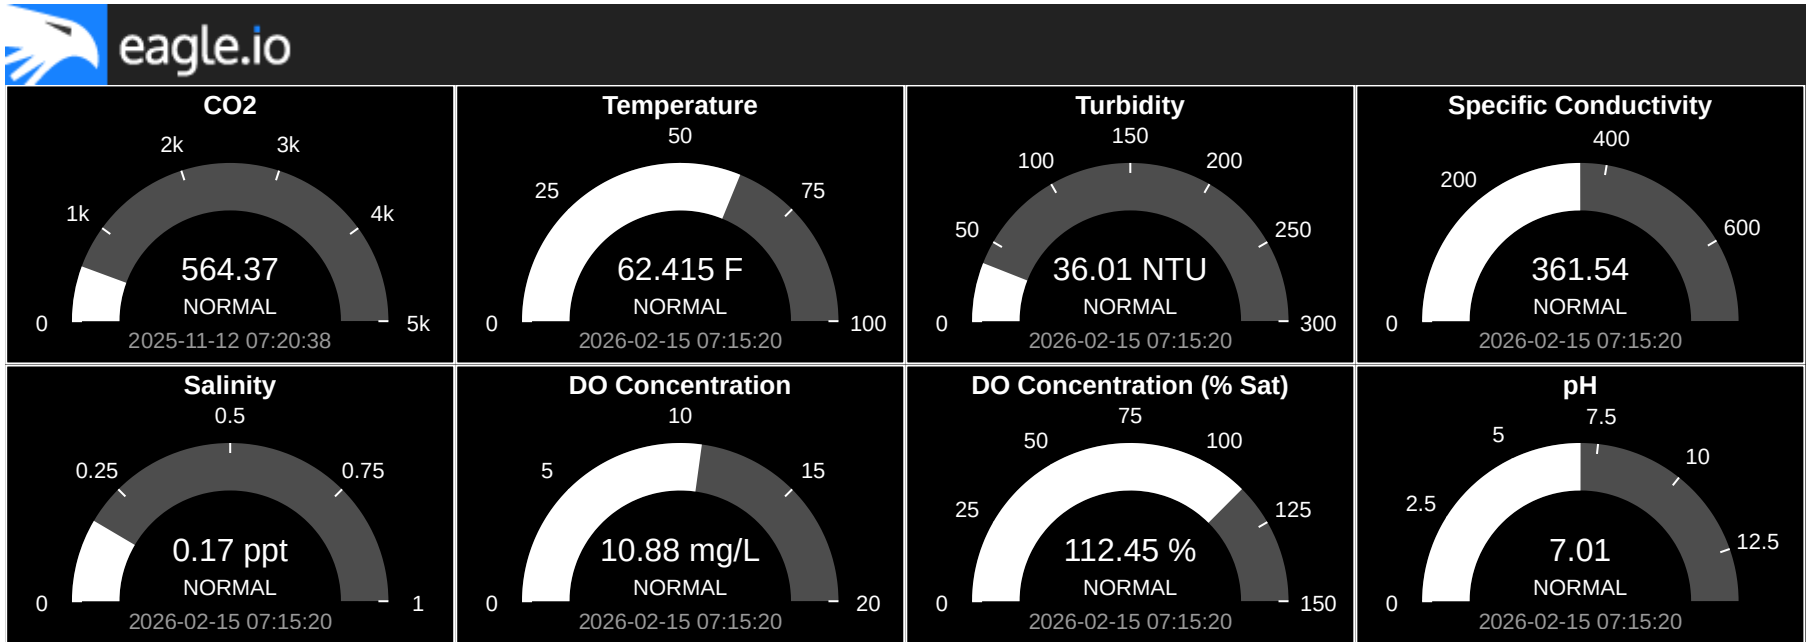 eagle.io
CO2
2k
3k
1k
4k
564.37
NORMAL
0
5k
2025-11-12 07:20:38
Temperature
50
25
75
62.415 F
NORMAL
0
100
2026-02-15 07:15:20
Turbidity
150
100
200
50
250
36.01 NTU
NORMAL
0
300
2026-02-15 07:15:20
Specific Conductivity
400
200
600
361.54
NORMAL
0
2026-02-15 07:15:20
Salinity
0.5
0.25
0.75
0.17 ppt
NORMAL
0
1
2026-02-15 07:15:20
DO Concentration
10
5
15
10.88 mg/L
NORMAL
0
20
2026-02-15 07:15:20
DO Concentration (% Sat)
75
50
100
25
125
112.45 %
NORMAL
0
150
2026-02-15 07:15:20
pH
7.5
5
10
2.5
12.5
7.01
NORMAL
0
2026-02-15 07:15:20